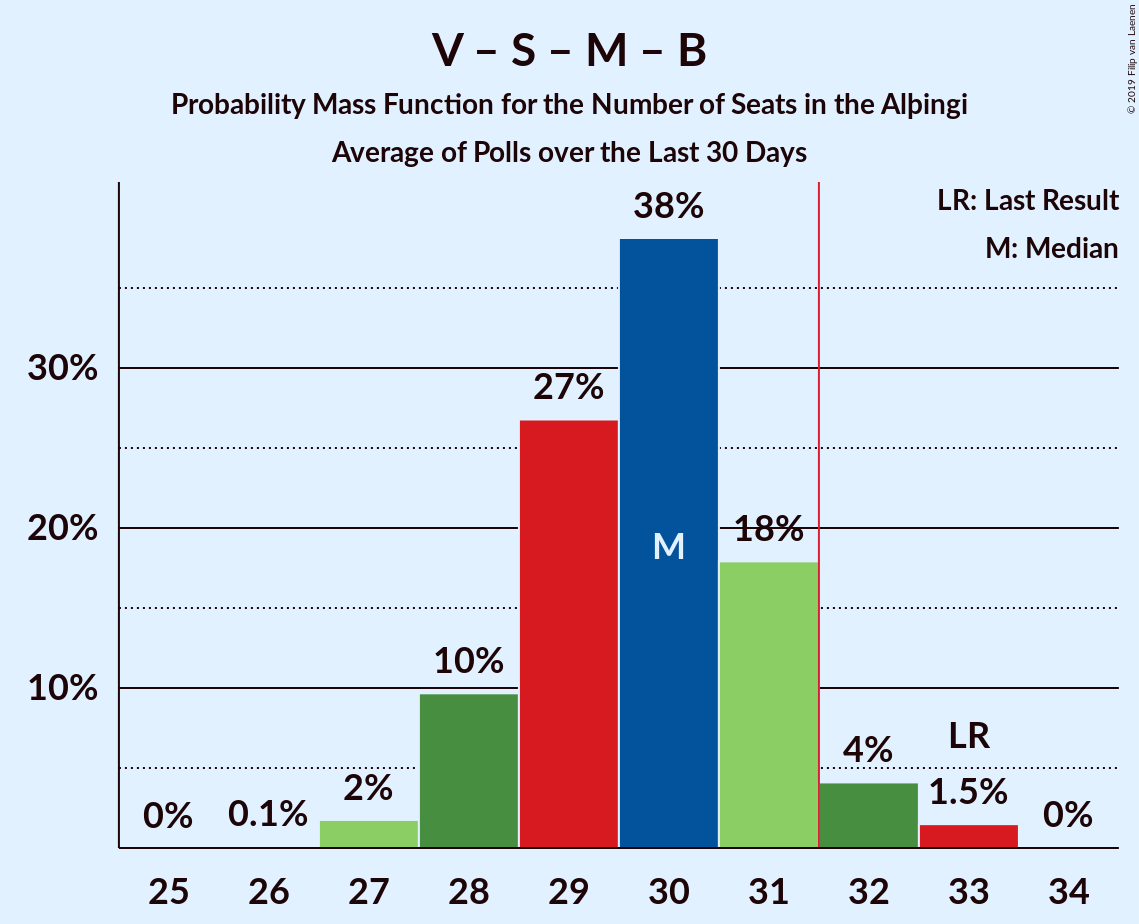 V – S – M – B
Probability Mass Function for the Number of Seats in the Alþingi
Average of Polls over the Last 30 Days
© 2019 Filip van Laenen
LR: Last Result
M: Median
38%
30%
27%
20%
18%
M
10%
10%
LR
4%
2%
1.5%
0%
0.1%
0%
25 26 27 28 29 30 31 32 33 34